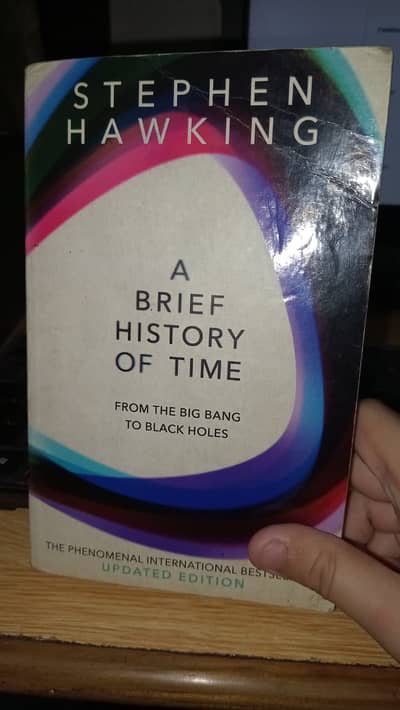 STEPHEN
HAWKING
A
BRIEF
HISTORY
OF TIME
FROM THE BIG BANG
TO BLACK HOLES
THE PHENOMENAL INTERNATIONAL
UPDATED EDITION